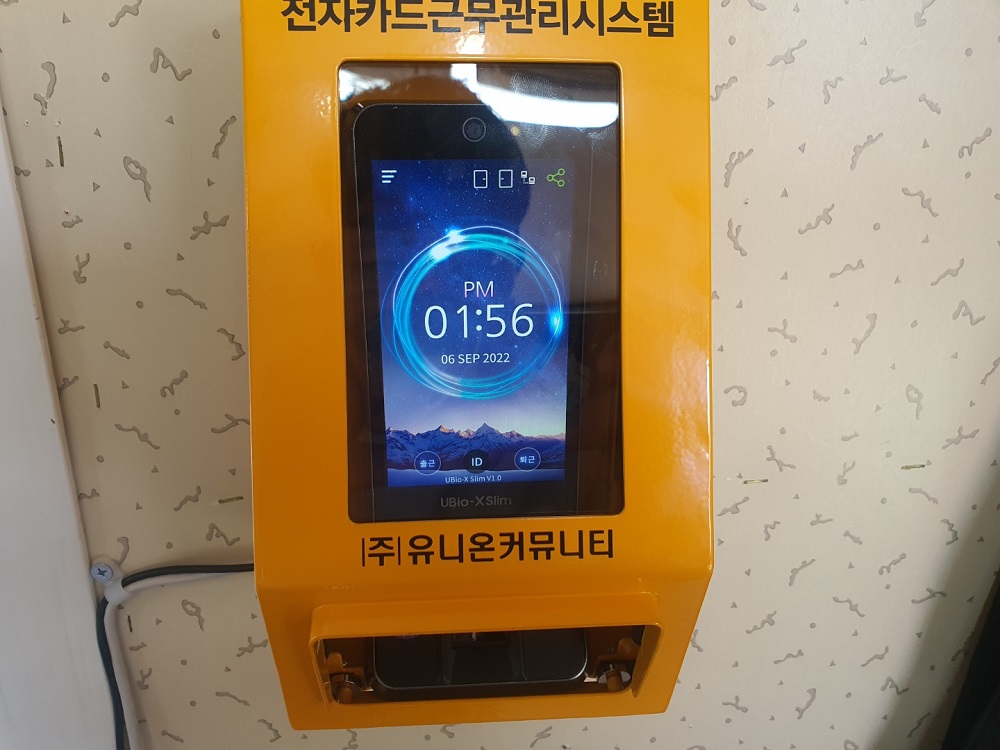 전자카드근무관리시스템
PM
01:56
06 SEP 2022
출근
ID
퇴근
UBio-X Slim V1.0
UBio-X Slim
(주)유니온커뮤니티